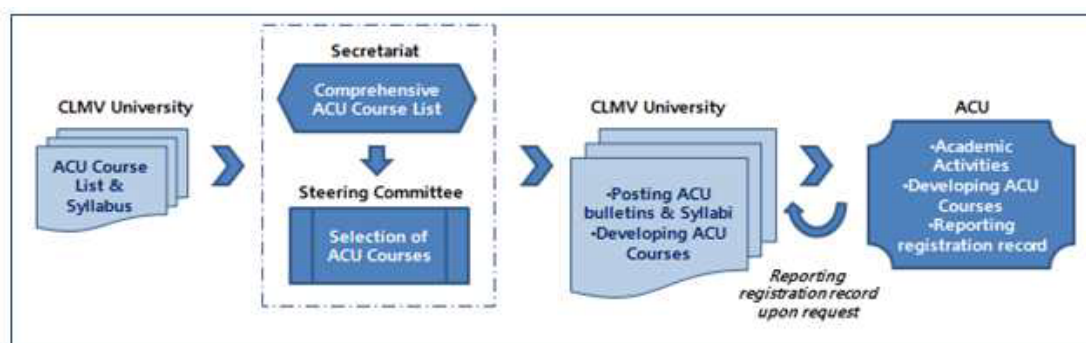 CLMV University
ACU Course
List &
Syllabus
Secretariat
Comprehensive
ACU Course List
Steering Committee
Selection of
ACU Courses
CLMV University
•Posting ACU
bulletins & Syllabi
•Developing ACU
Courses
ACU
•Academic
Activities
•Developing ACU
Courses
•Reporting
registration record
Reporting
registration record
upon request